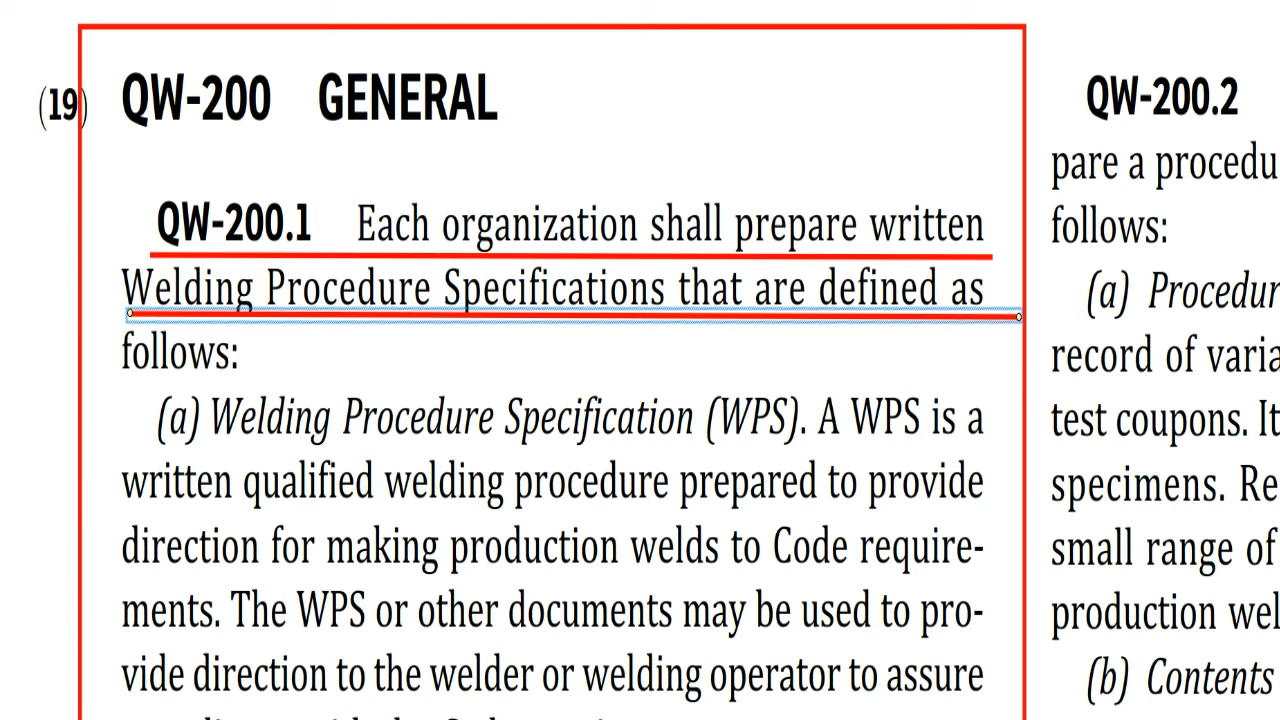 (19) QW-200 GENERAL
QW-200.1 Each organization shall prepare written
Welding Procedure Specifications that are defined as
follows:
(a) Welding Procedure Specification (WPS). A WPS is a
written qualified welding procedure prepared to provide
direction for making production welds to Code require-
ments. The WPS or other documents may be used to pro-
vide direction to the welder or welding operator to assure
QW-200.2
pare a procedu
follows:
(a) Procedur
record of varia
test coupons. It
specimens. Re
small range of
production wel
(b) Contents